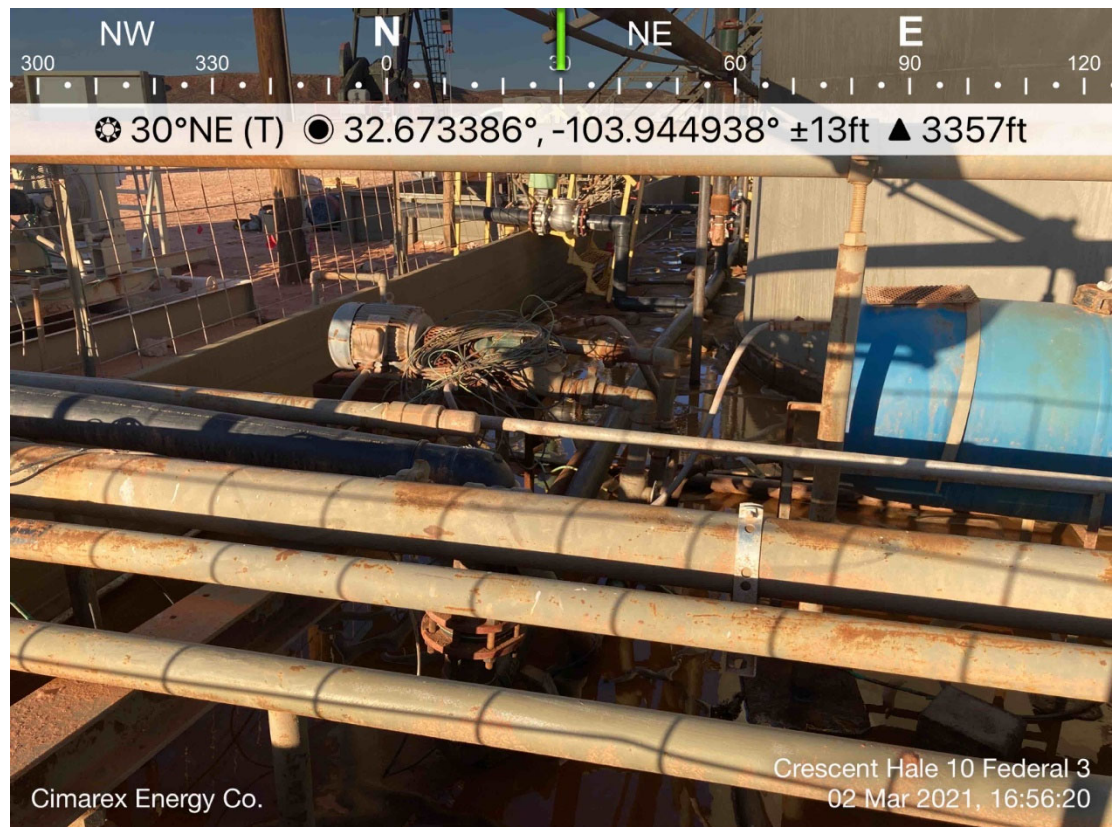 NW N NE E
300 330 0 30 60 90 120
30°NE (T) 32.673386°, -103.944938° ±13ft ▲ 3357ft
Cimarex Energy Co.
Crescent Hale 10 Federal 3
02 Mar 2021, 16:56:20